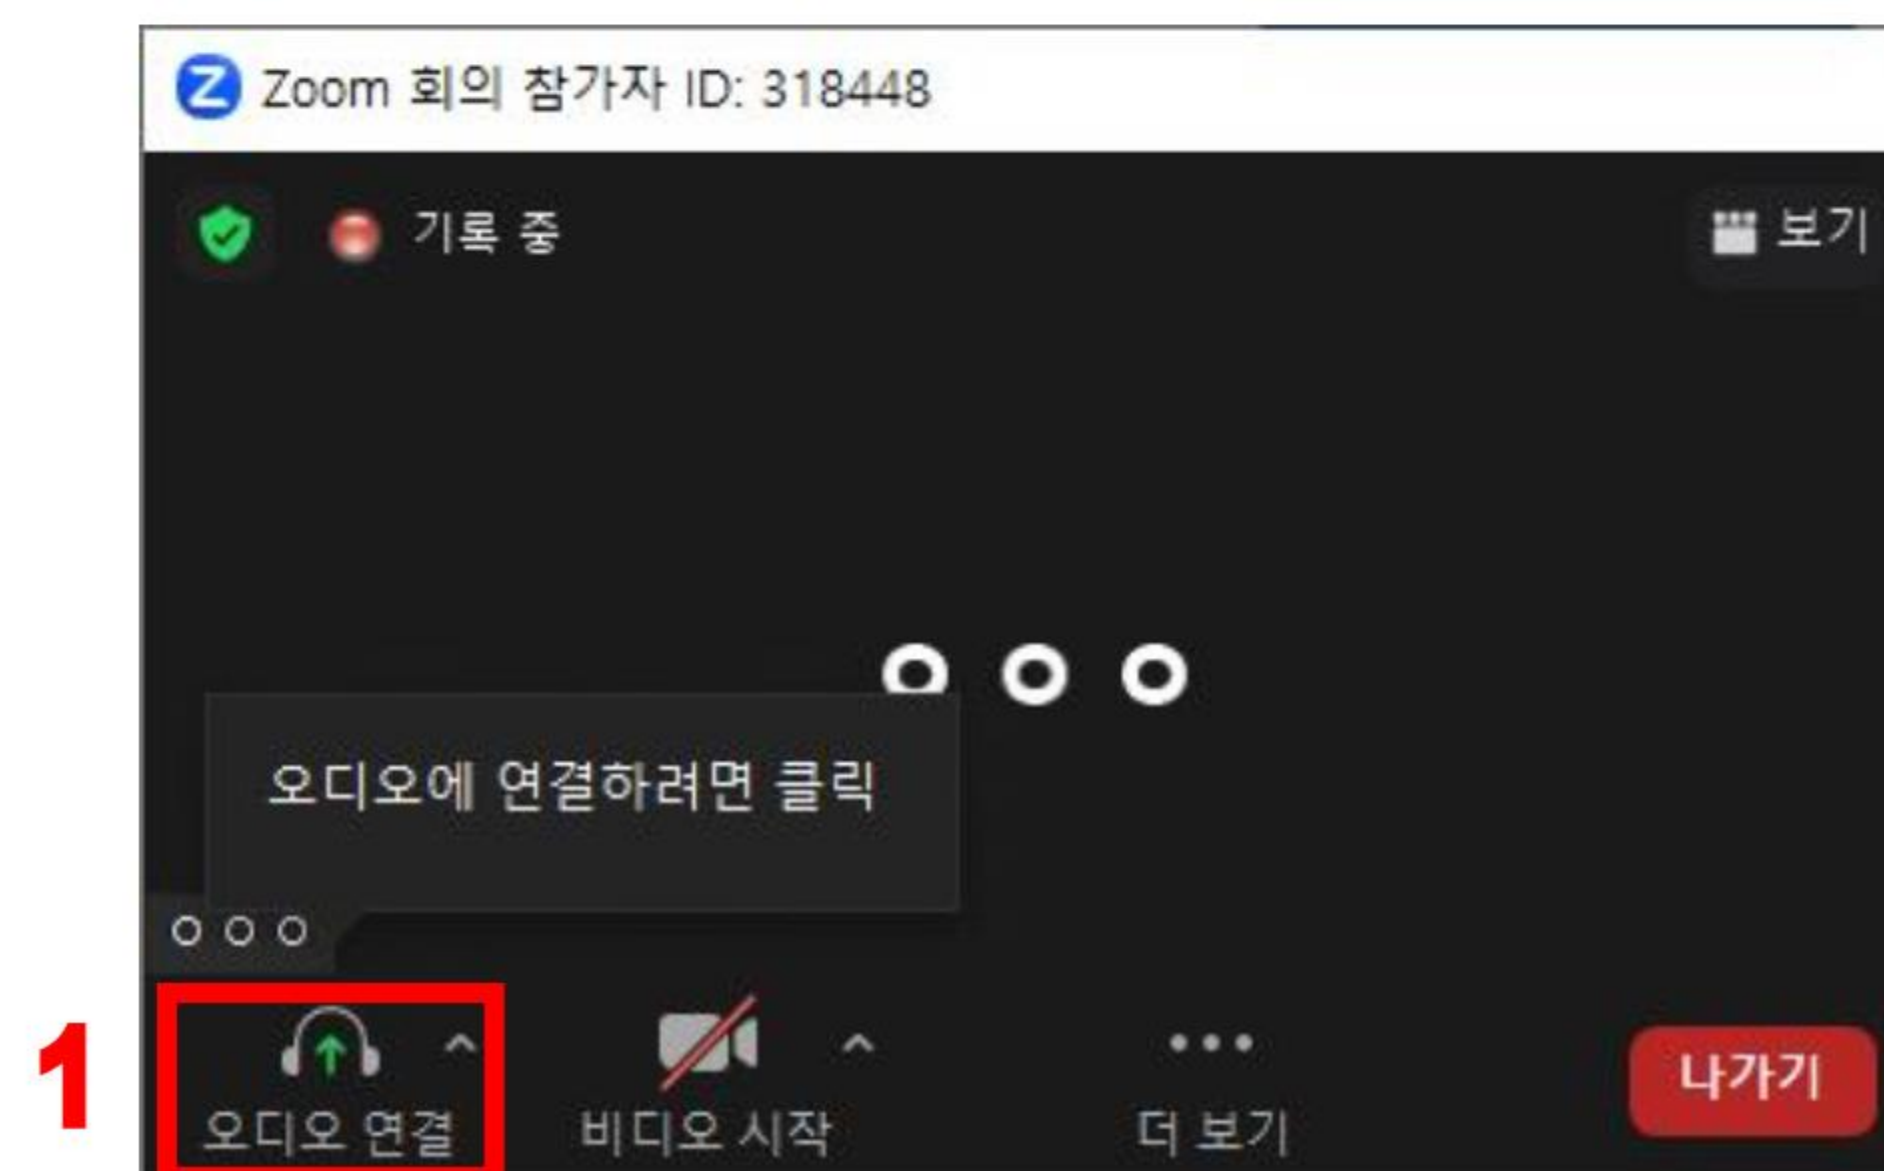 Zoom 회의 참가자 ID: 318448
기록 중
보기
ㅇㅇㅇ
오디오에 연결하려면 클릭
ㅇㅇㅇ
1
오디오 연결
비디오 시작
더 보기
나가기